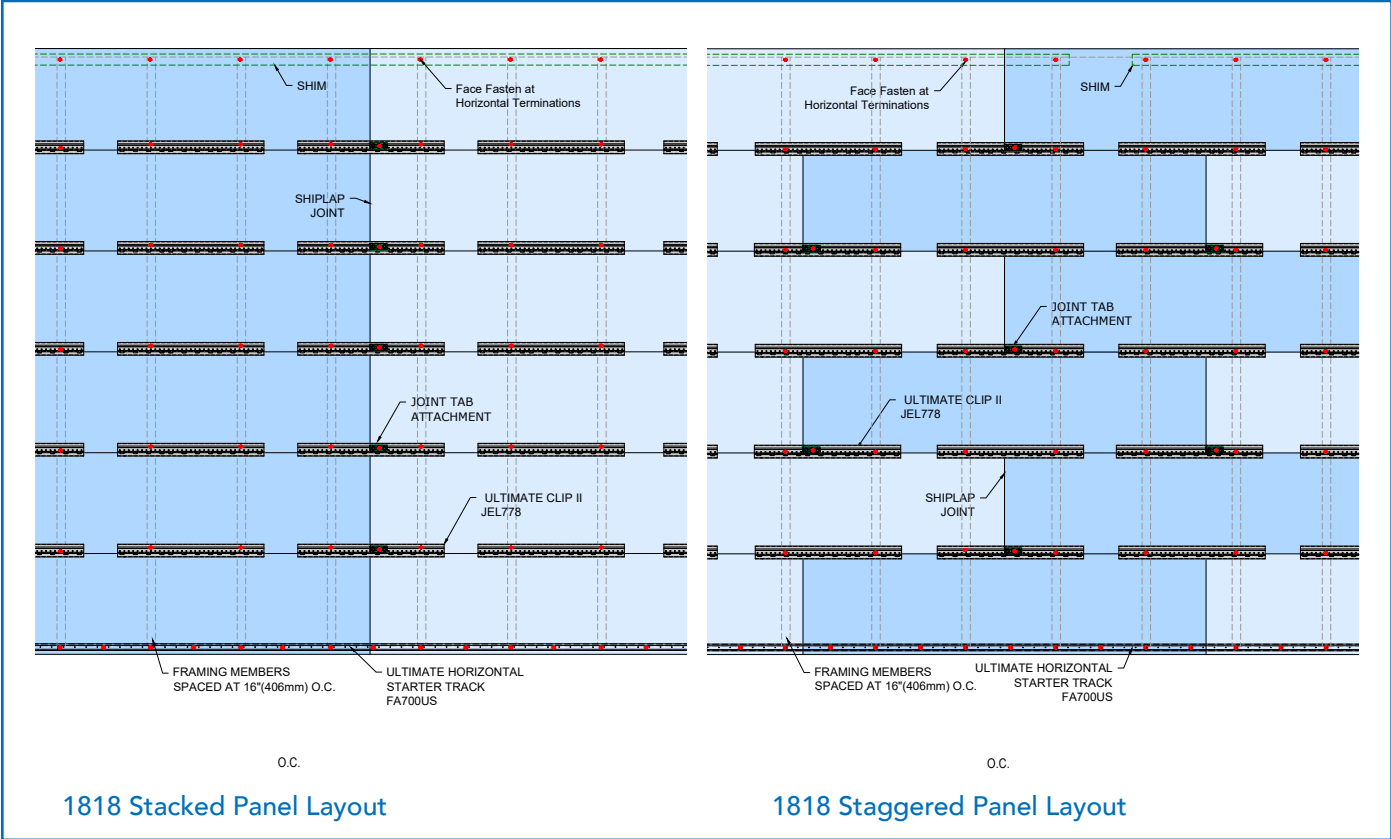 SHIM
Face Fasten at
Horizontal Terminations
SHIPLAP
JOINT
JOINT TAB
ATTACHMENT
ULTIMATE CLIP II
JEL778
FRAMING MEMBERS
SPACED AT 16"(406mm) O.C.
ULTIMATE HORIZONTAL
STARTER TRACK
FA700US
O.C.
1818 Stacked Panel Layout
Face Fasten at
Horizontal Terminations
SHIM
JOINT TAB
ATTACHMENT
ULTIMATE CLIP II
JEL778
SHIPLAP
JOINT
FRAMING MEMBERS
SPACED AT 16"(406mm) O.C.
ULTIMATE HORIZONTAL
STARTER TRACK
FA700US
O.C.
1818 Staggered Panel Layout